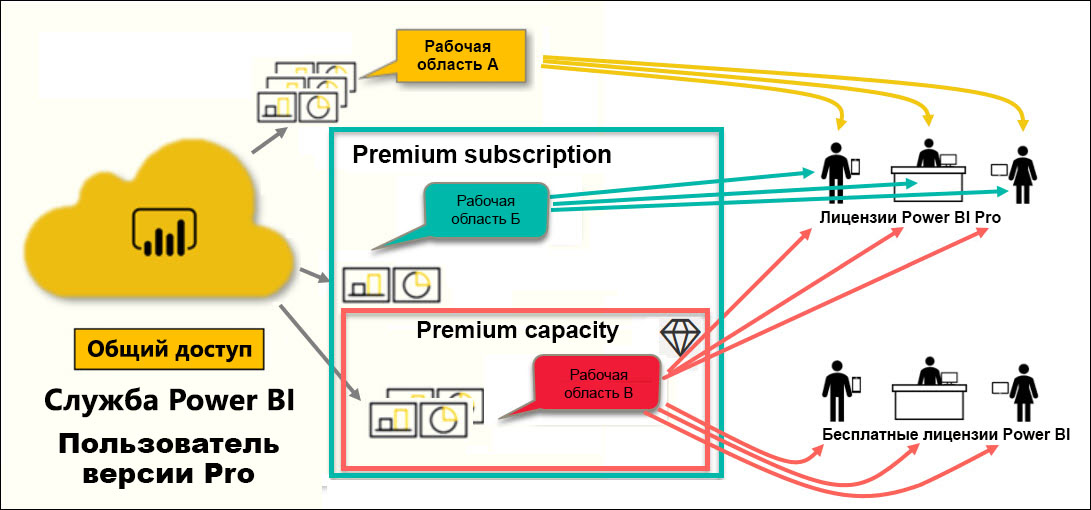 Рабочая
область А
Premium subscription
Рабочая
область Б
Лицензии Power BI Pro
Premium capacity
Общий доступ
Рабочая
область В
Служба Power BI
Пользователь
версии Pro
Бесплатные лицензии Power BI